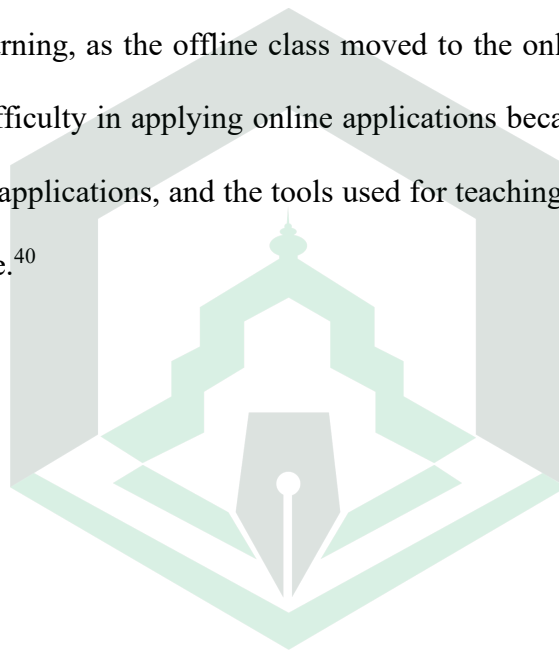 rning, as the offline class moved to the onl
fficulty in applying online applications beca
applications, and the tools used for teaching
e.40